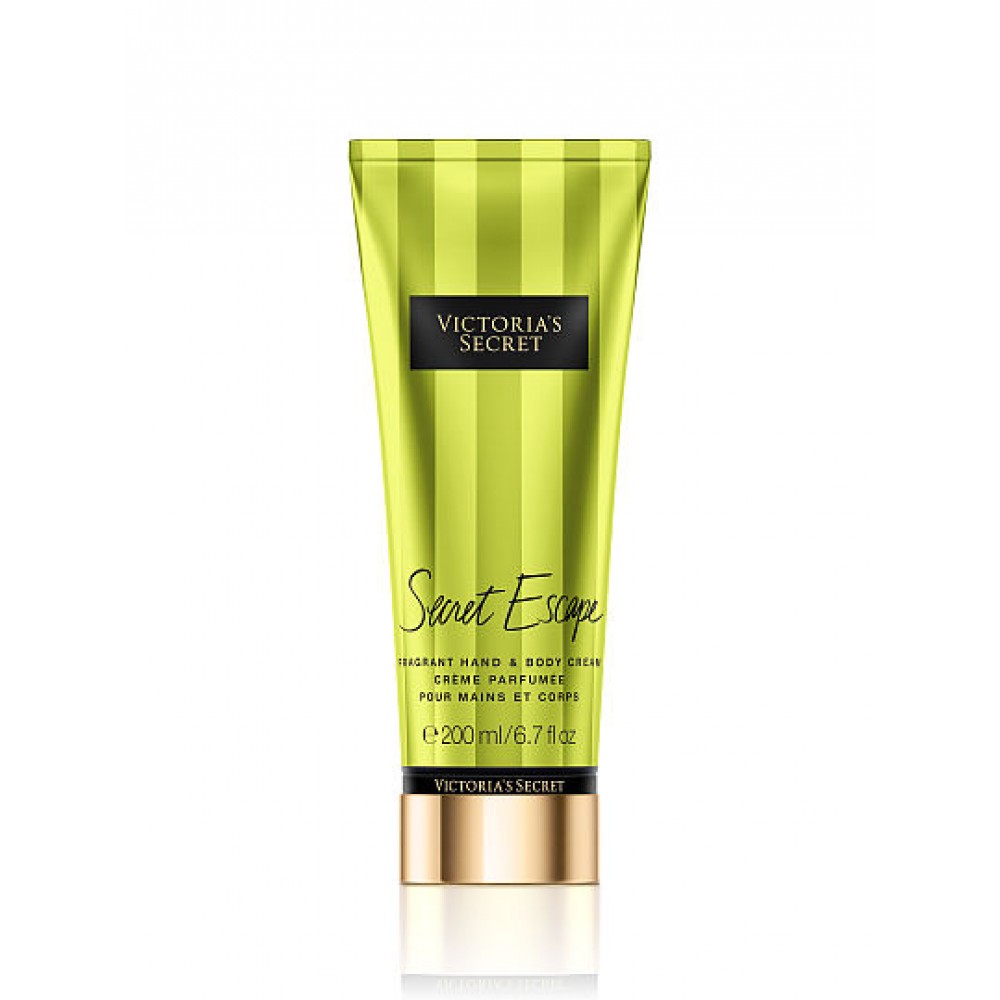 VICTORIA'S
SECRET
Secret Escape
FRAGRANT HAND & BODY CREAM
CRÈME PARFUMÉE
POUR MAINS ET CORPS
℮200 ml/6.7 fl oz
VICTORIA'S SECRET